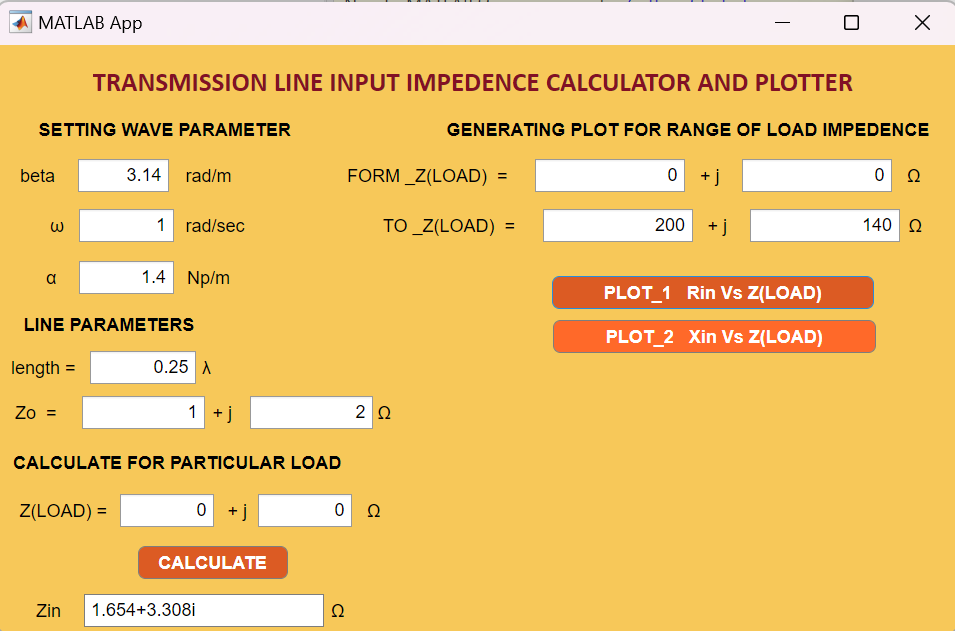 MATLAB App
TRANSMISSION LINE INPUT IMPEDENCE CALCULATOR AND PLOTTER
SETTING WAVE PARAMETER
beta 3.14 rad/m
ω 1 rad/sec
α 1.4 Np/m
LINE PARAMETERS
length = 0.25 λ
Zo = 1 + j 2 Ω
CALCULATE FOR PARTICULAR LOAD
Z(LOAD) = 0 + j 0 Ω
CALCULATE
Zin 1.654+3.308i Ω
GENERATING PLOT FOR RANGE OF LOAD IMPEDENCE
FORM _Z(LOAD) = 0 + j 0 Ω
TO _Z(LOAD) = 200 + j 140 Ω
PLOT_1 Rin Vs Z(LOAD)
PLOT_2 Xin Vs Z(LOAD)